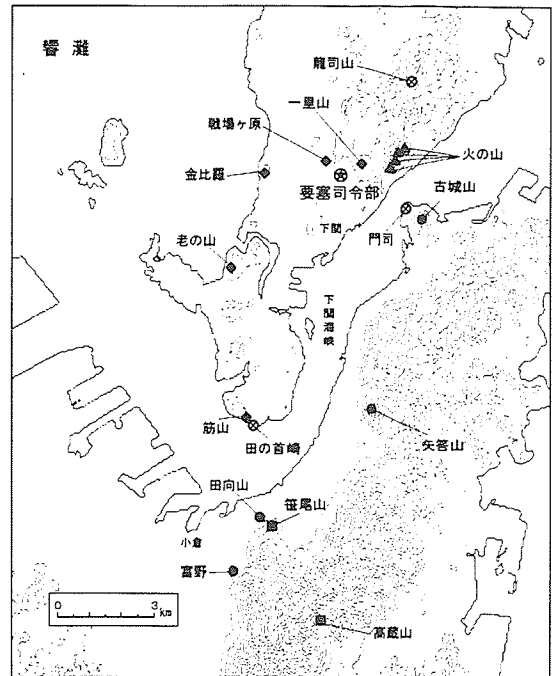 響灘
龍司山
一里山
戦場ヶ原
火の山
金比羅
要塞司令部
古城山
下関
門司
老の山
下関海峡
筋山
田の首崎
矢筈山
田向山
笹尾山
小倉
富野
高蔵山
0 3 km